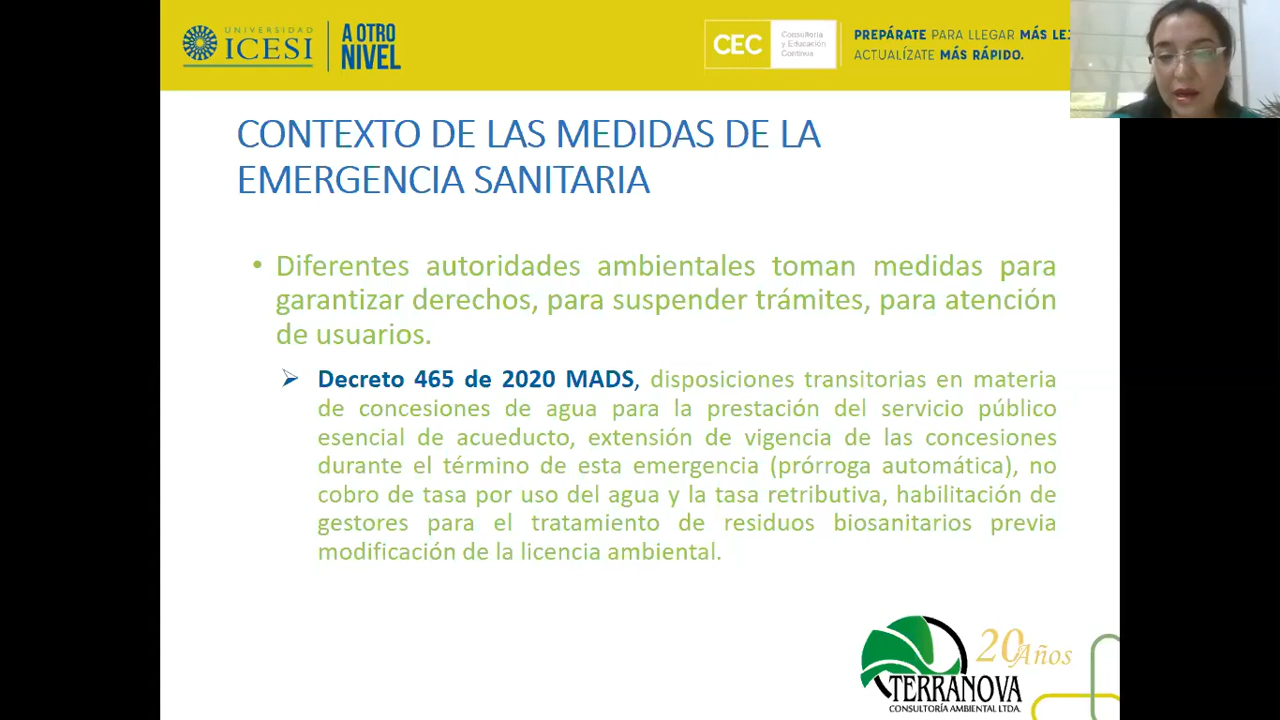 UNIVERSIDAD
ICESI
A OTRO
NIVEL
CEC
Consultoría
y Educación
Continua
PREPÁRATE PARA LLEGAR MÁS
ACTUALÍZATE MÁS RÁPIDO.
CONTEXTO DE LAS MEDIDAS DE LA
EMERGENCIA SANITARIA
• Diferentes autoridades ambientales toman medidas para
garantizar derechos, para suspender trámites, para atención
de usuarios.
➢ Decreto 465 de 2020 MADS, disposiciones transitorias en materia
de concesiones de agua para la prestación del servicio público
esencial de acueducto, extensión de vigencia de las concesiones
durante el término de esta emergencia (prórroga automática), no
cobro de tasa por uso del agua y la tasa retributiva, habilitación de
gestores para el tratamiento de residuos biosanitarios previa
modificación de la licencia ambiental.
20 Años
TERRANOVA
CONSULTORÍA AMBIENTAL LTDA.